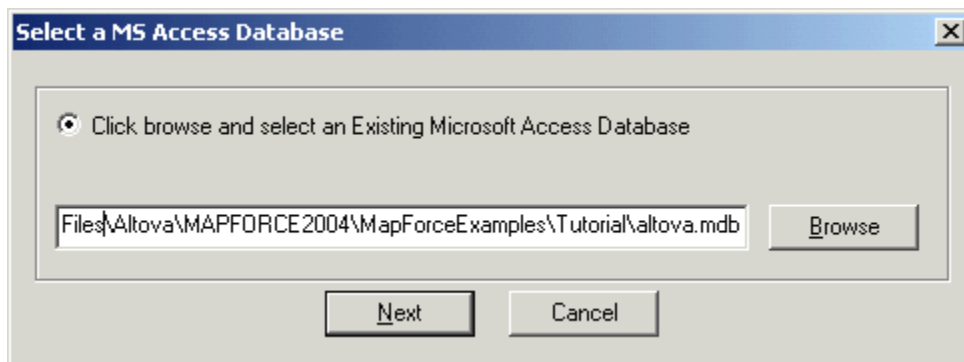 Select a MS Access Database
Click browse and select an Existing Microsoft Access Database
Files\Altova\MAPFORCE2004\MapForceExamples\Tutorial\altova.mdb
Browse
Next
Cancel